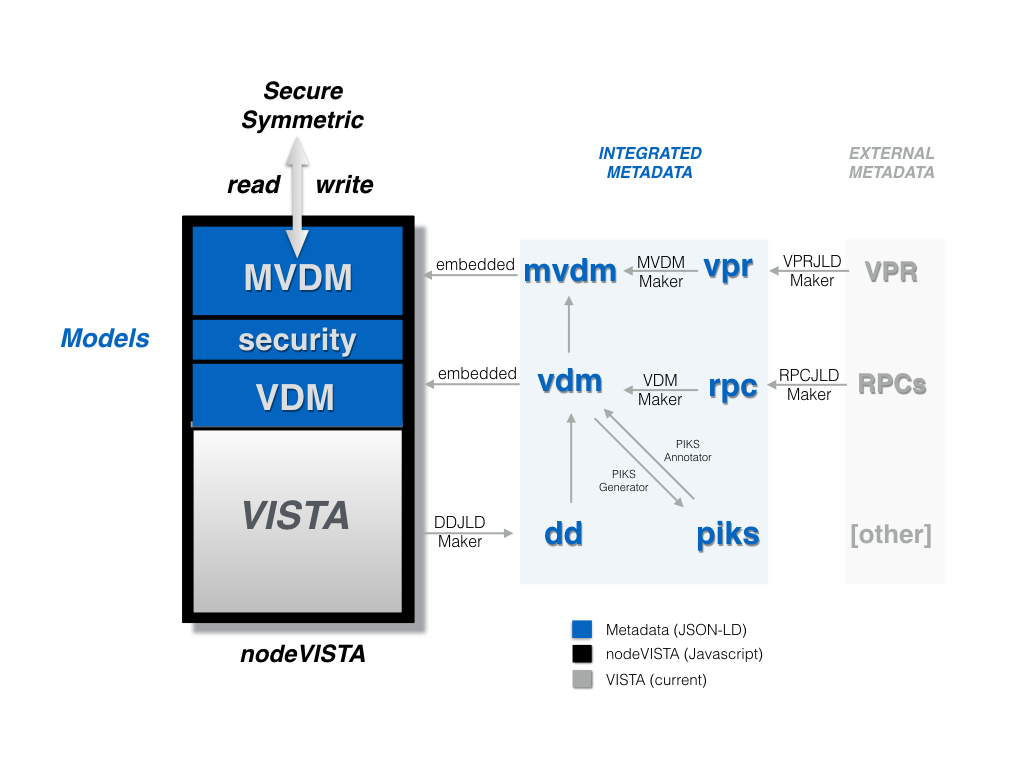 Secure
Symmetric
read write
INTEGRATED
METADATA
EXTERNAL
METADATA
MVDM
security
VDM
VISTA
Models
nodeVISTA
embedded
mvdm
MVDM
Maker
vpr
VPRJLD
Maker
VPR
embedded
vdm
VDM
Maker
rpc
RPCJLD
Maker
RPCs
PIKS
Annotator
PIKS
Generator
DDJLD
Maker
dd
piks
[other]
Metadata (JSON-LD)
nodeVISTA (Javascript)
VISTA (current)